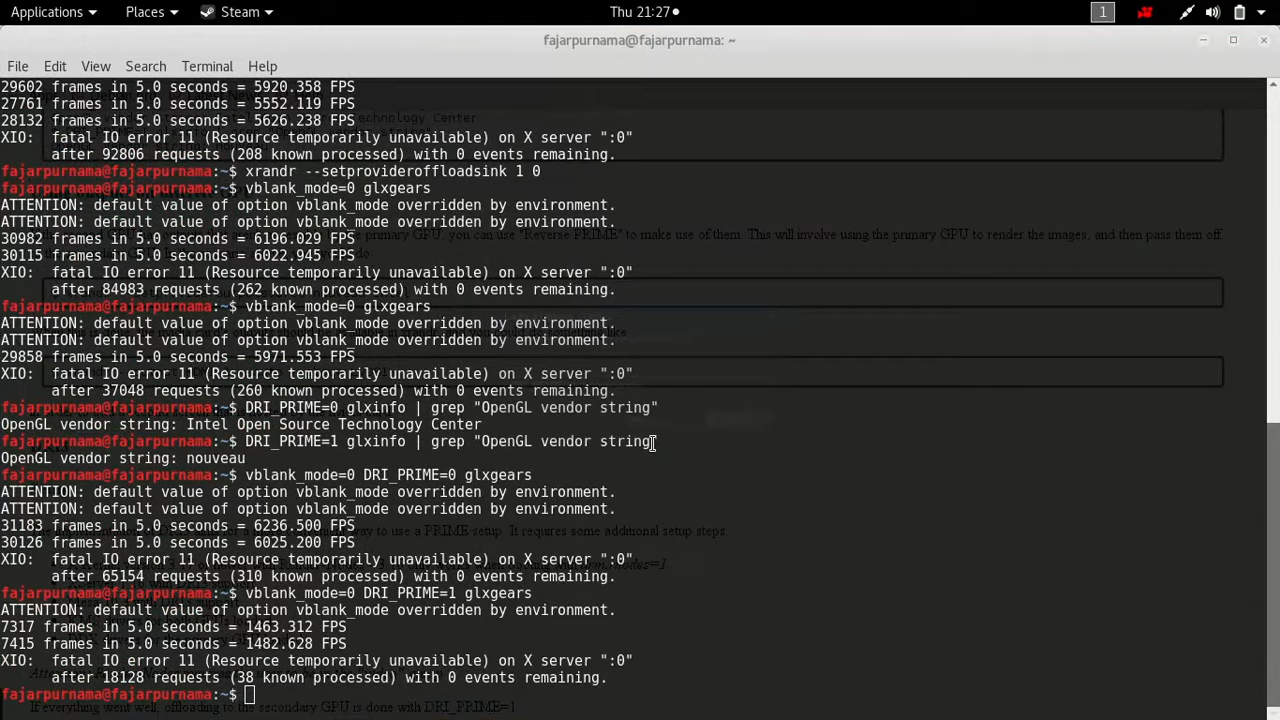 Applications Places Steam Thu 21:27 1
fajarpurnama@fajarpurnama: ~
File Edit View Search Terminal Help
29602 frames in 5.0 seconds = 5920.358 FPS
27761 frames in 5.0 seconds = 5552.119 FPS
28132 frames in 5.0 seconds = 5626.238 FPS
XIO:  fatal IO error 11 (Resource temporarily unavailable) on X server ":0"
      after 92806 requests (208 known processed) with 0 events remaining.
fajarpurnama@fajarpurnama:~$ xrandr --setprovideroffloadsink 1 0
fajarpurnama@fajarpurnama:~$ vblank_mode=0 glxgears
ATTENTION: default value of option vblank_mode overridden by environment.
ATTENTION: default value of option vblank_mode overridden by environment.
30982 frames in 5.0 seconds = 6196.029 FPS
30115 frames in 5.0 seconds = 6022.945 FPS
XIO:  fatal IO error 11 (Resource temporarily unavailable) on X server ":0"
      after 84983 requests (262 known processed) with 0 events remaining.
fajarpurnama@fajarpurnama:~$ vblank_mode=0 glxgears
ATTENTION: default value of option vblank_mode overridden by environment.
ATTENTION: default value of option vblank_mode overridden by environment.
29858 frames in 5.0 seconds = 5971.553 FPS
XIO:  fatal IO error 11 (Resource temporarily unavailable) on X server ":0"
      after 37048 requests (260 known processed) with 0 events remaining.
fajarpurnama@fajarpurnama:~$ DRI_PRIME=0 glxinfo | grep "OpenGL vendor string"
OpenGL vendor string: Intel Open Source Technology Center
fajarpurnama@fajarpurnama:~$ DRI_PRIME=1 glxinfo | grep "OpenGL vendor string"
OpenGL vendor string: nouveau
fajarpurnama@fajarpurnama:~$ vblank_mode=0 DRI_PRIME=0 glxgears
ATTENTION: default value of option vblank_mode overridden by environment.
ATTENTION: default value of option vblank_mode overridden by environment.
31183 frames in 5.0 seconds = 6236.500 FPS
30126 frames in 5.0 seconds = 6025.200 FPS
XIO:  fatal IO error 11 (Resource temporarily unavailable) on X server ":0"
      after 65154 requests (310 known processed) with 0 events remaining.
fajarpurnama@fajarpurnama:~$ vblank_mode=0 DRI_PRIME=1 glxgears
ATTENTION: default value of option vblank_mode overridden by environment.
7317 frames in 5.0 seconds = 1463.312 FPS
7415 frames in 5.0 seconds = 1482.628 FPS
XIO:  fatal IO error 11 (Resource temporarily unavailable) on X server ":0"
      after 18128 requests (38 known processed) with 0 events remaining.
fajarpurnama@fajarpurnama:~$
If everything went well, offloading to the secondary GPU is done with DRI_PRIME=1